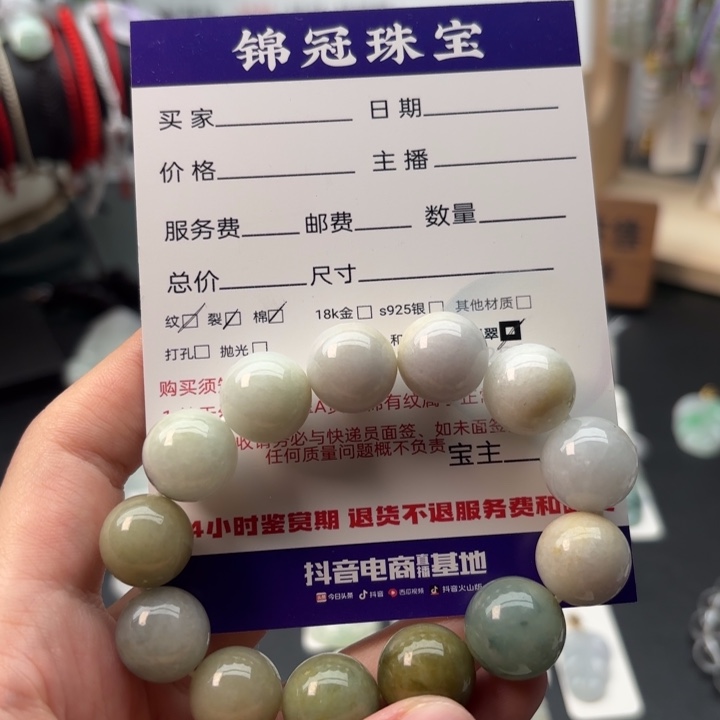 锦冠珠宝
买家 日期
价格 主播
服务费 邮费 数量
总价 尺寸
纹 裂 棉 18k金 s925银 其他材质
打孔 抛光 和 翠
购买须
A 有纹
收请务必与快递员面签、如未面签
任何质量问题概不负责 宝主
4小时鉴赏期 退货不退服务费和
抖音电商直播基地
今日头条 抖音 西瓜视频 抖音火山